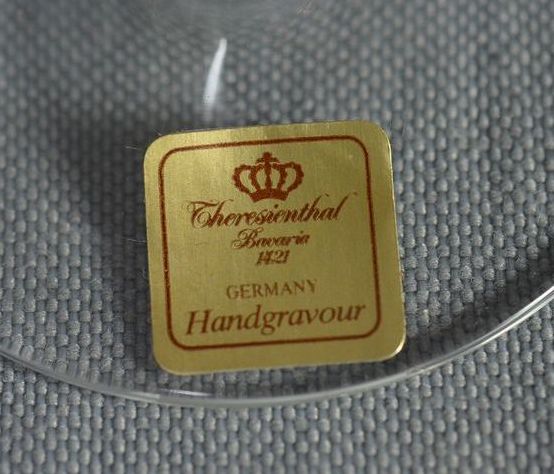 Theresienthal
Bavaria
1421
GERMANY
Handgravour